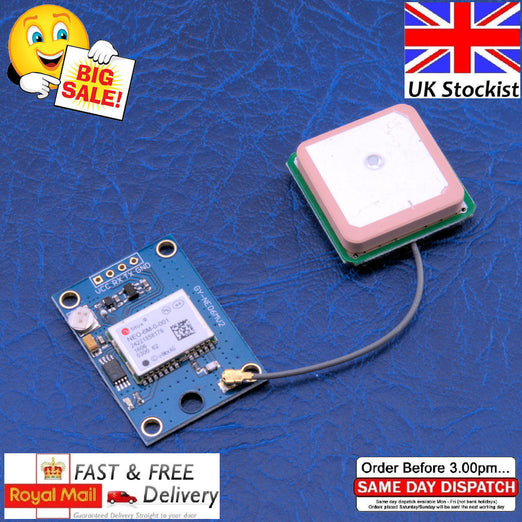 BIG
SALE!
UK Stockist
VCC RX TX GND
GY-NEO6MV2
NEO-6M-0-001
FAST & FREE
Royal Mail
Delivery
Guaranteed Delivery Straight to your door
Order Before 3.00pm...
SAME DAY DISPATCH
Same day dispatch available Mon - Fri (not bank holidays)
Orders placed Saturday/Sunday will be sent the next working day